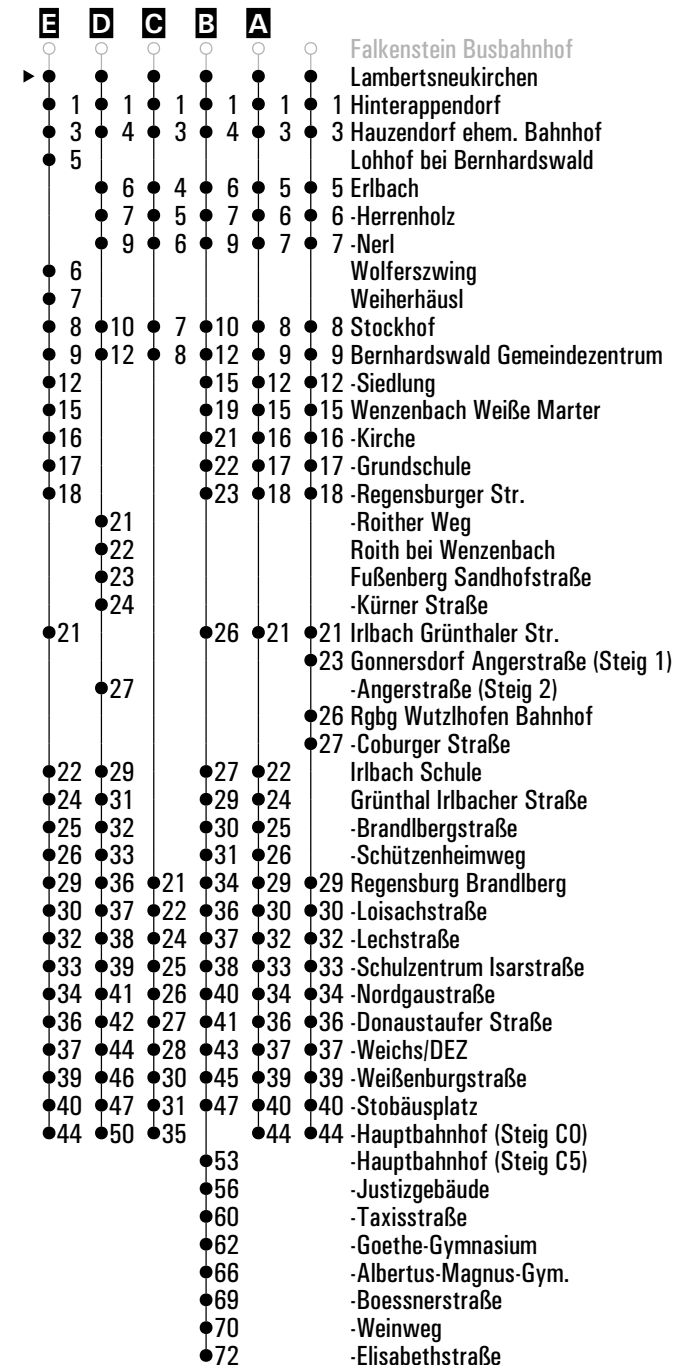 E D C B A
Falkenstein Busbahnhof
Lambertsneukirchen
1 1 1 1 1 1 Hinterappendorf
3 4 3 4 3 3 Hauzendorf ehem. Bahnhof
5 Lohhof bei Bernhardswald
6 4 6 5 5 Erlbach
7 5 7 6 6 -Herrenholz
9 6 9 7 7 -Nerl
6 Wolferszwing
7 Weiherhäusl
8 10 7 10 8 8 Stockhof
9 12 8 12 9 9 Bernhardswald Gemeindezentrum
12 15 12 12 -Siedlung
15 19 15 15 Wenzenbach Weiße Marter
16 21 16 16 -Kirche
17 22 17 17 -Grundschule
18 23 18 18 -Regensburger Str.
21 -Roither Weg
22 Roith bei Wenzenbach
23 Fußenberg Sandhofstraße
24 -Kürner Straße
21 26 21 21 Irlbach Grünthaler Str.
23 Gonnersdorf Angerstraße (Steig 1)
27 -Angerstraße (Steig 2)
26 Rgbg Wutzlhofen Bahnhof
27 -Coburger Straße
22 29 27 22 Irlbach Schule
24 31 29 24 Grünthal Irlbacher Straße
25 32 30 25 -Brandlbergstraße
26 33 31 26 -Schützenheimweg
29 36 21 34 29 29 Regensburg Brandlberg
30 37 22 36 30 30 -Loisachstraße
32 38 24 37 32 32 -Lechstraße
33 39 25 38 33 33 -Schulzentrum Isarstraße
34 41 26 40 34 34 -Nordgaustraße
36 42 27 41 36 36 -Donaustaufer Straße
37 44 28 43 37 37 -Weichs/DEZ
39 46 30 45 39 39 -Weißenburgstraße
40 47 31 47 40 40 -Stobäusplatz
44 50 35 44 44 -Hauptbahnhof (Steig C0)
53 -Hauptbahnhof (Steig C5)
56 -Justizgebäude
60 -Taxisstraße
62 -Goethe-Gymnasium
66 -Albertus-Magnus-Gym.
69 -Boessnerstraße
70 -Weinweg
72 -Elisabethstraße